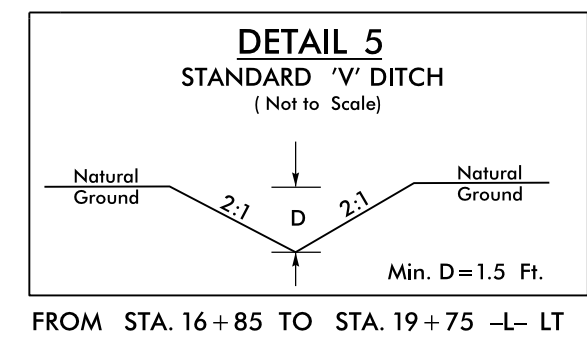 DETAIL 5
STANDARD 'V' DITCH
( Not to Scale)
Natural
Ground
2:1
D
2:1
Natural
Ground
Min. D=1.5 Ft.
FROM STA. 16+85 TO STA. 19+75 -L- LT